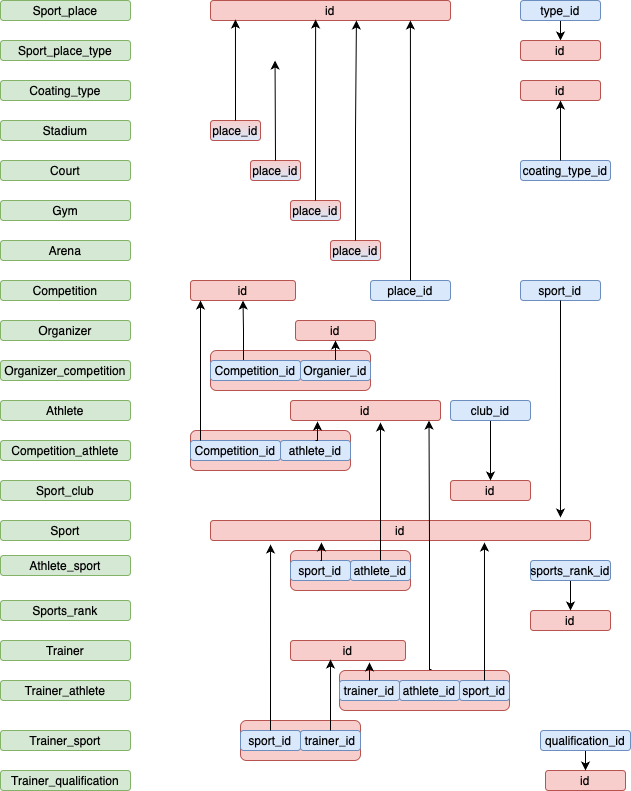 Sport_place id type_id
Sport_place_type id
Coating_type id
Stadium place_id
Court place_id coating_type_id
Gym place_id
Arena place_id
Competition id place_id sport_id
Organizer id
Organizer_competition Competition_id Organier_id
Athlete id club_id
Competition_athlete Competition_id athlete_id
Sport_club id
Sport id
Athlete_sport sport_id athlete_id sports_rank_id
Sports_rank id
Trainer id
Trainer_athlete trainer_id athlete_id sport_id
Trainer_sport sport_id trainer_id qualification_id
Trainer_qualification id